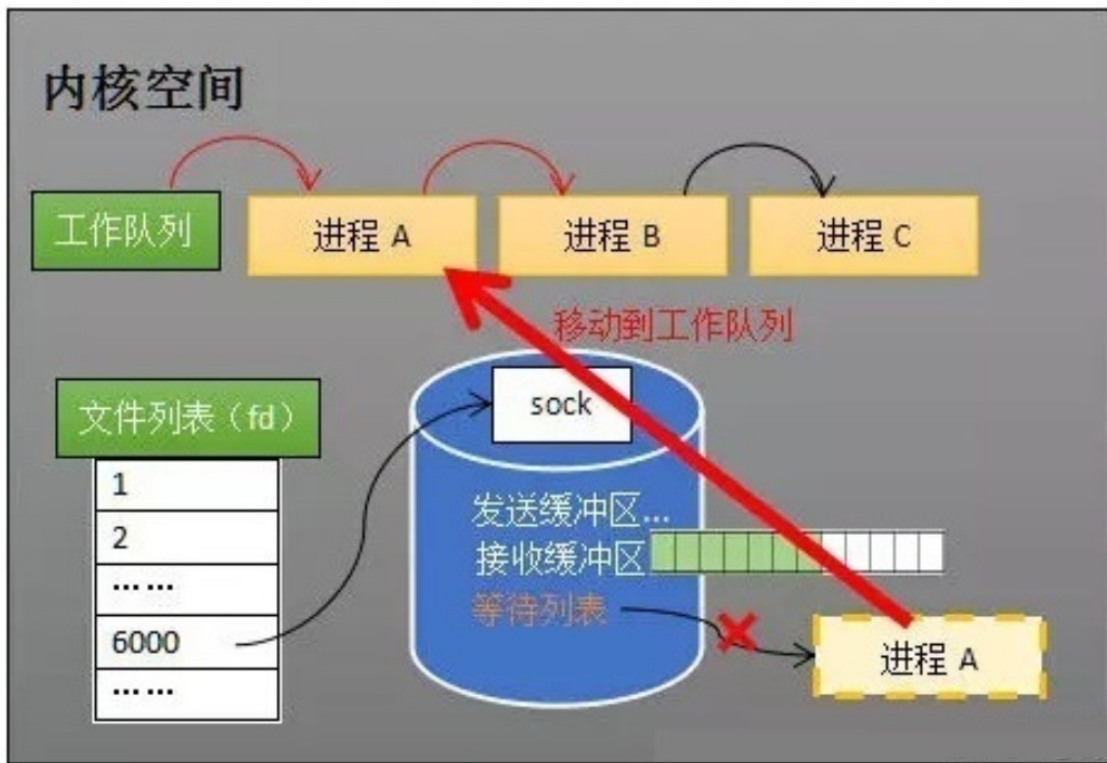 内核空间
工作队列
进程 A
进程 B
进程 C
移动到工作队列
文件列表（fd）
1
2
……
6000
……
sock
发送缓冲区...
接收缓冲区
等待列表
进程 A